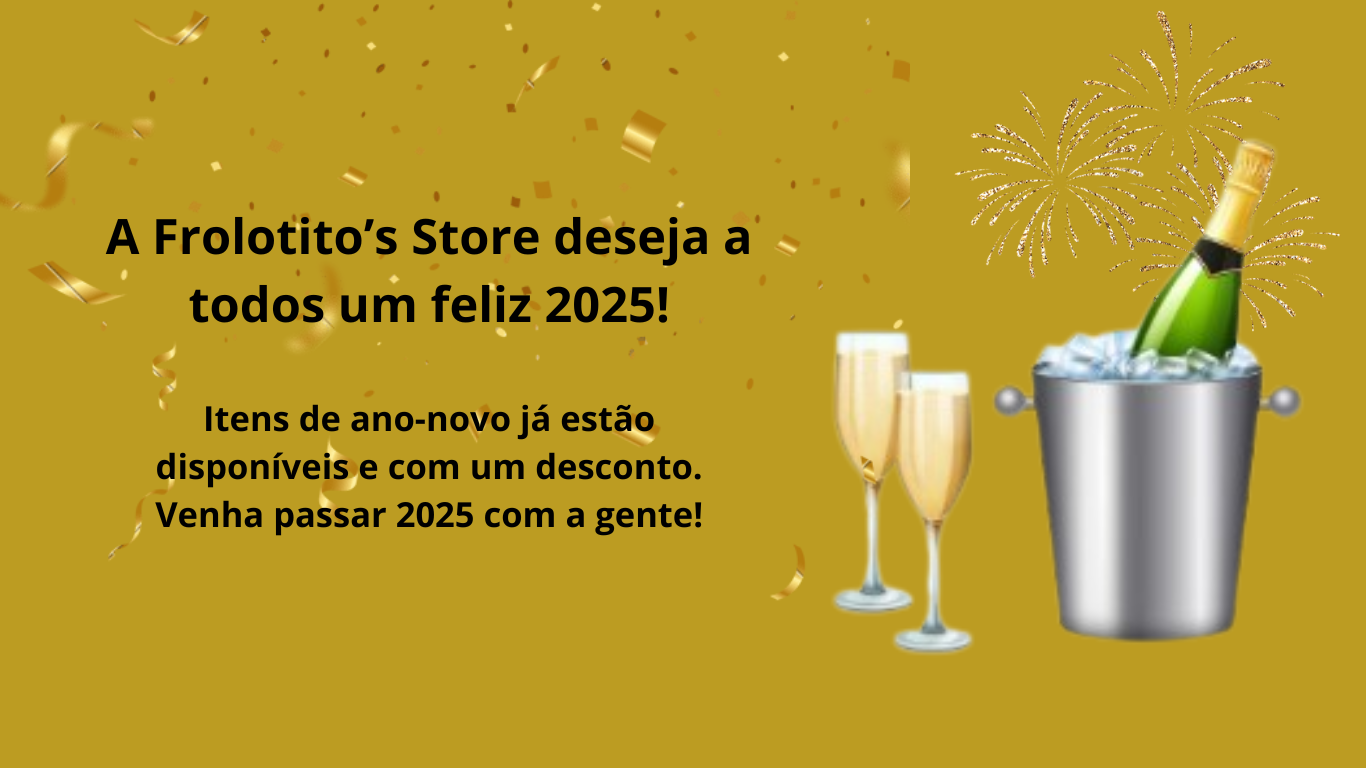 A Frolotito’s Store deseja a
todos um feliz 2025!
Itens de ano-novo já estão
disponíveis e com um desconto.
Venha passar 2025 com a gente!